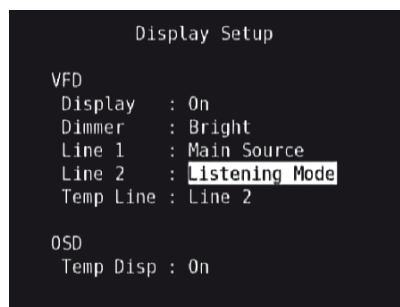 Display Setup
VFD
Display : On
Dimmer : Bright
Line 1 : Main Source
Line 2 : Listening Mode
Temp Line : Line 2
OSD
Temp Disp : On